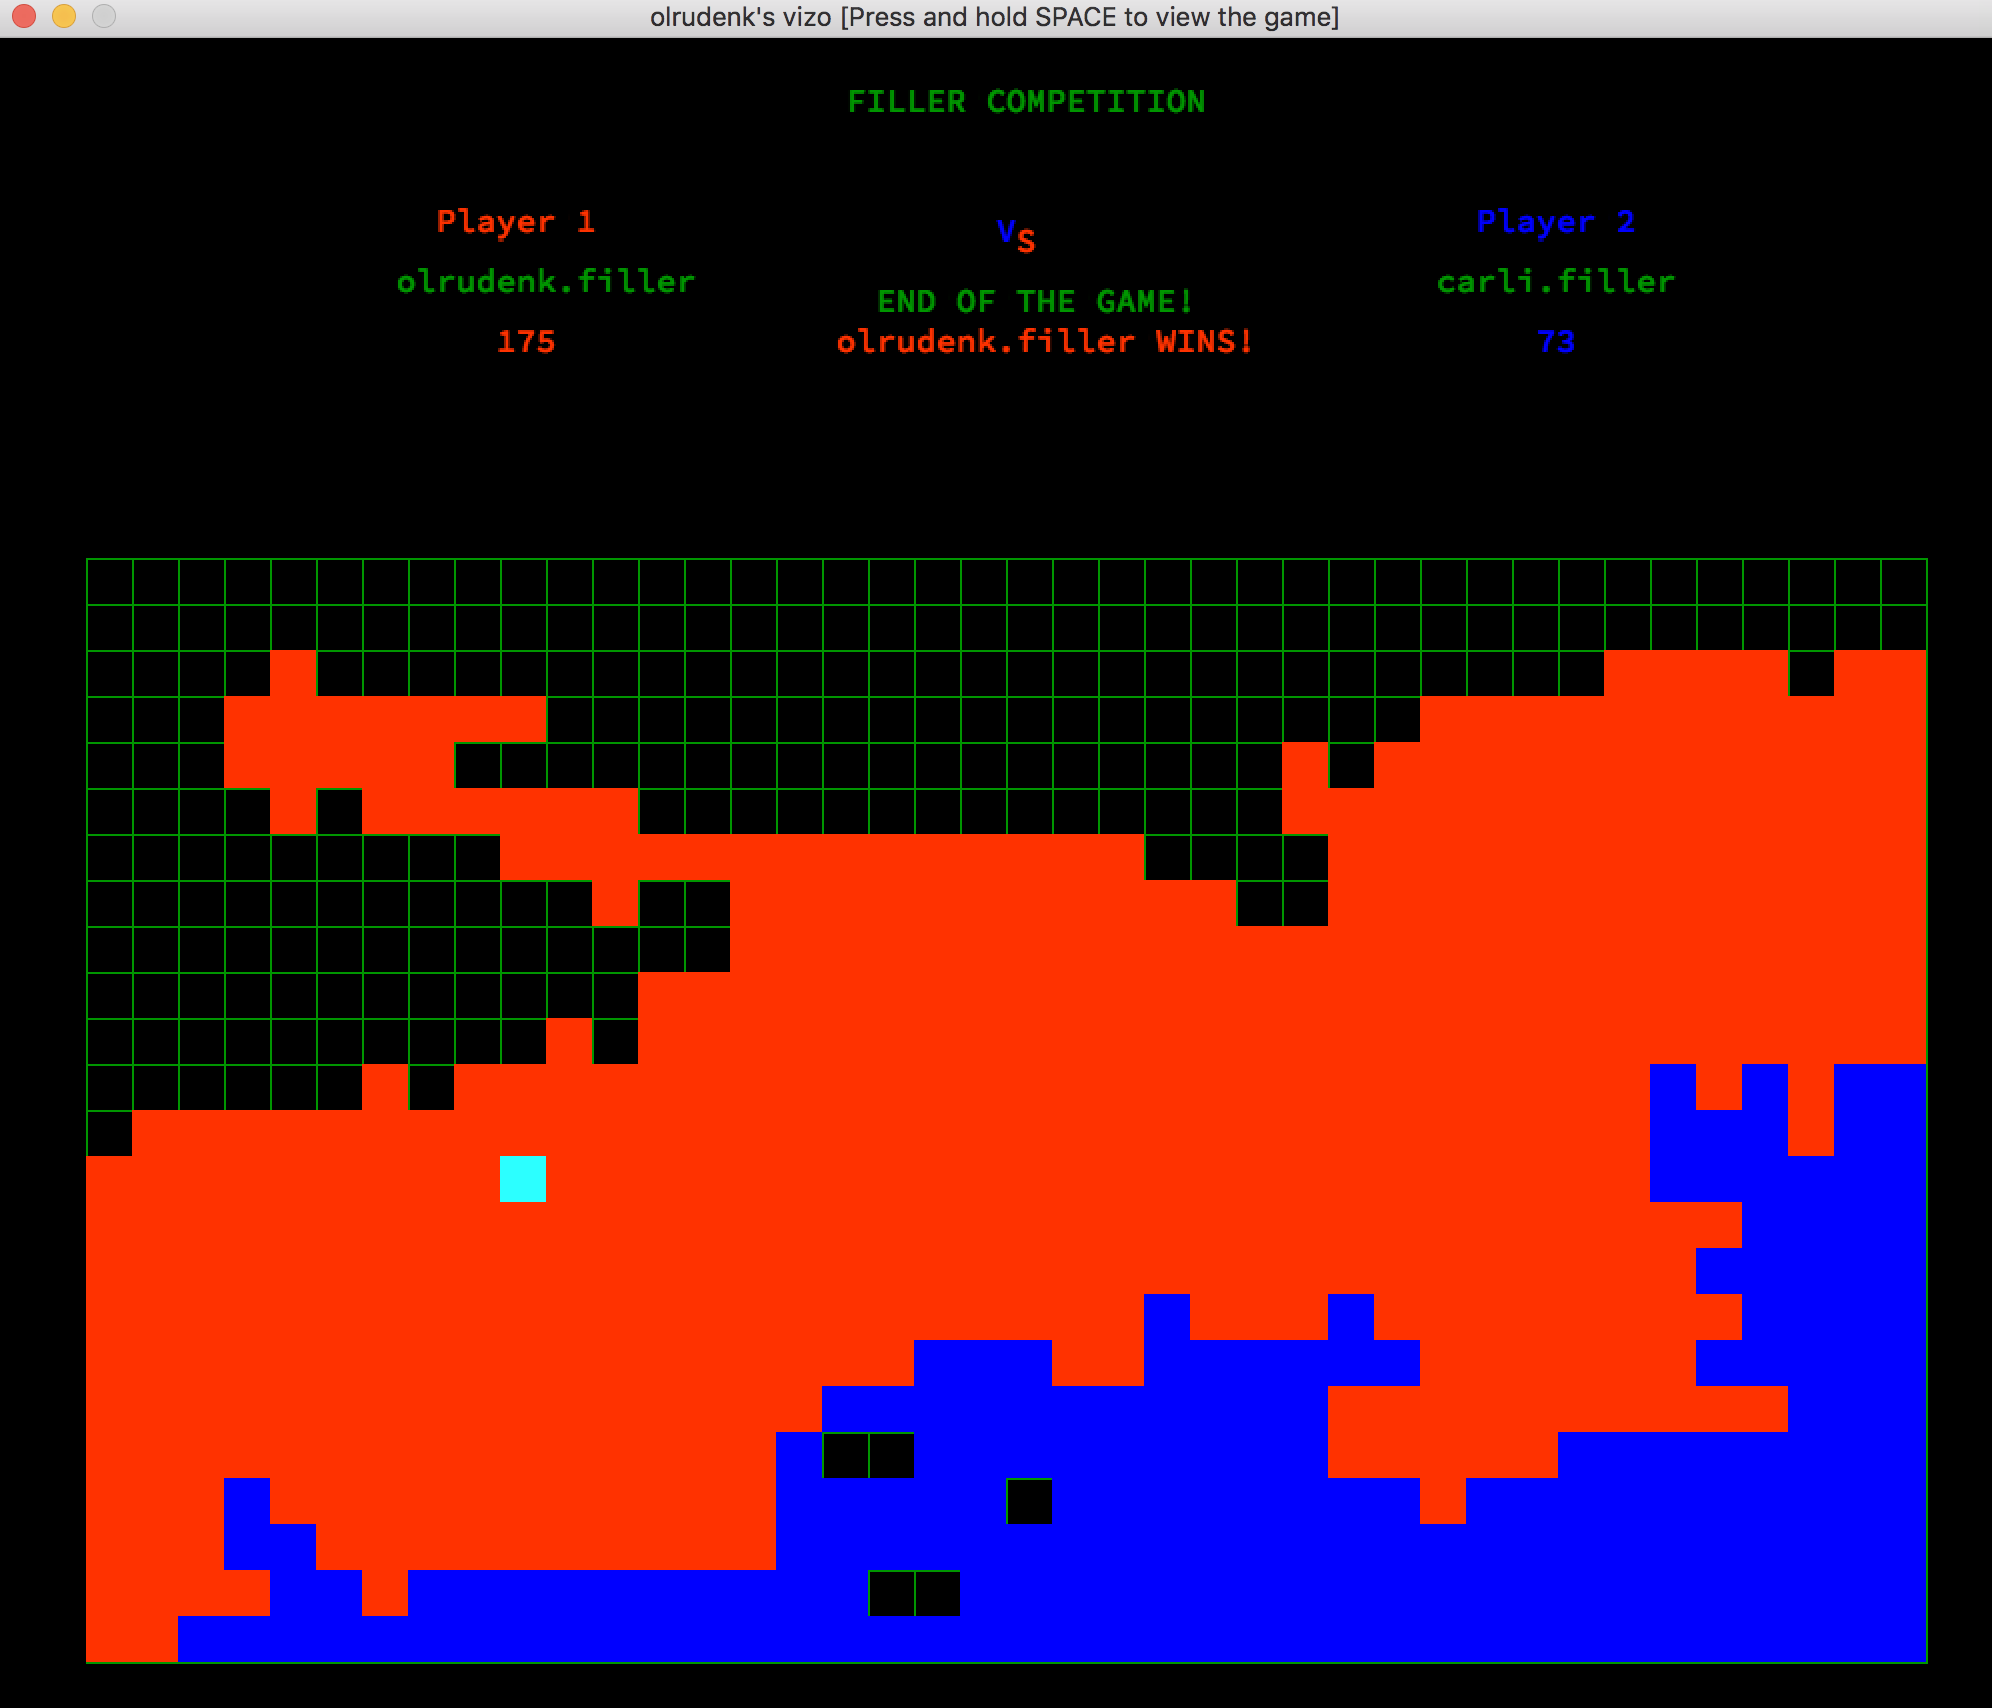 olrudenk's vizo [Press and hold SPACE to view the game]
FILLER COMPETITION
Player 1
VS
Player 2
olrudenk.filler
carli.filler
END OF THE GAME!
175
olrudenk.filler WINS!
73